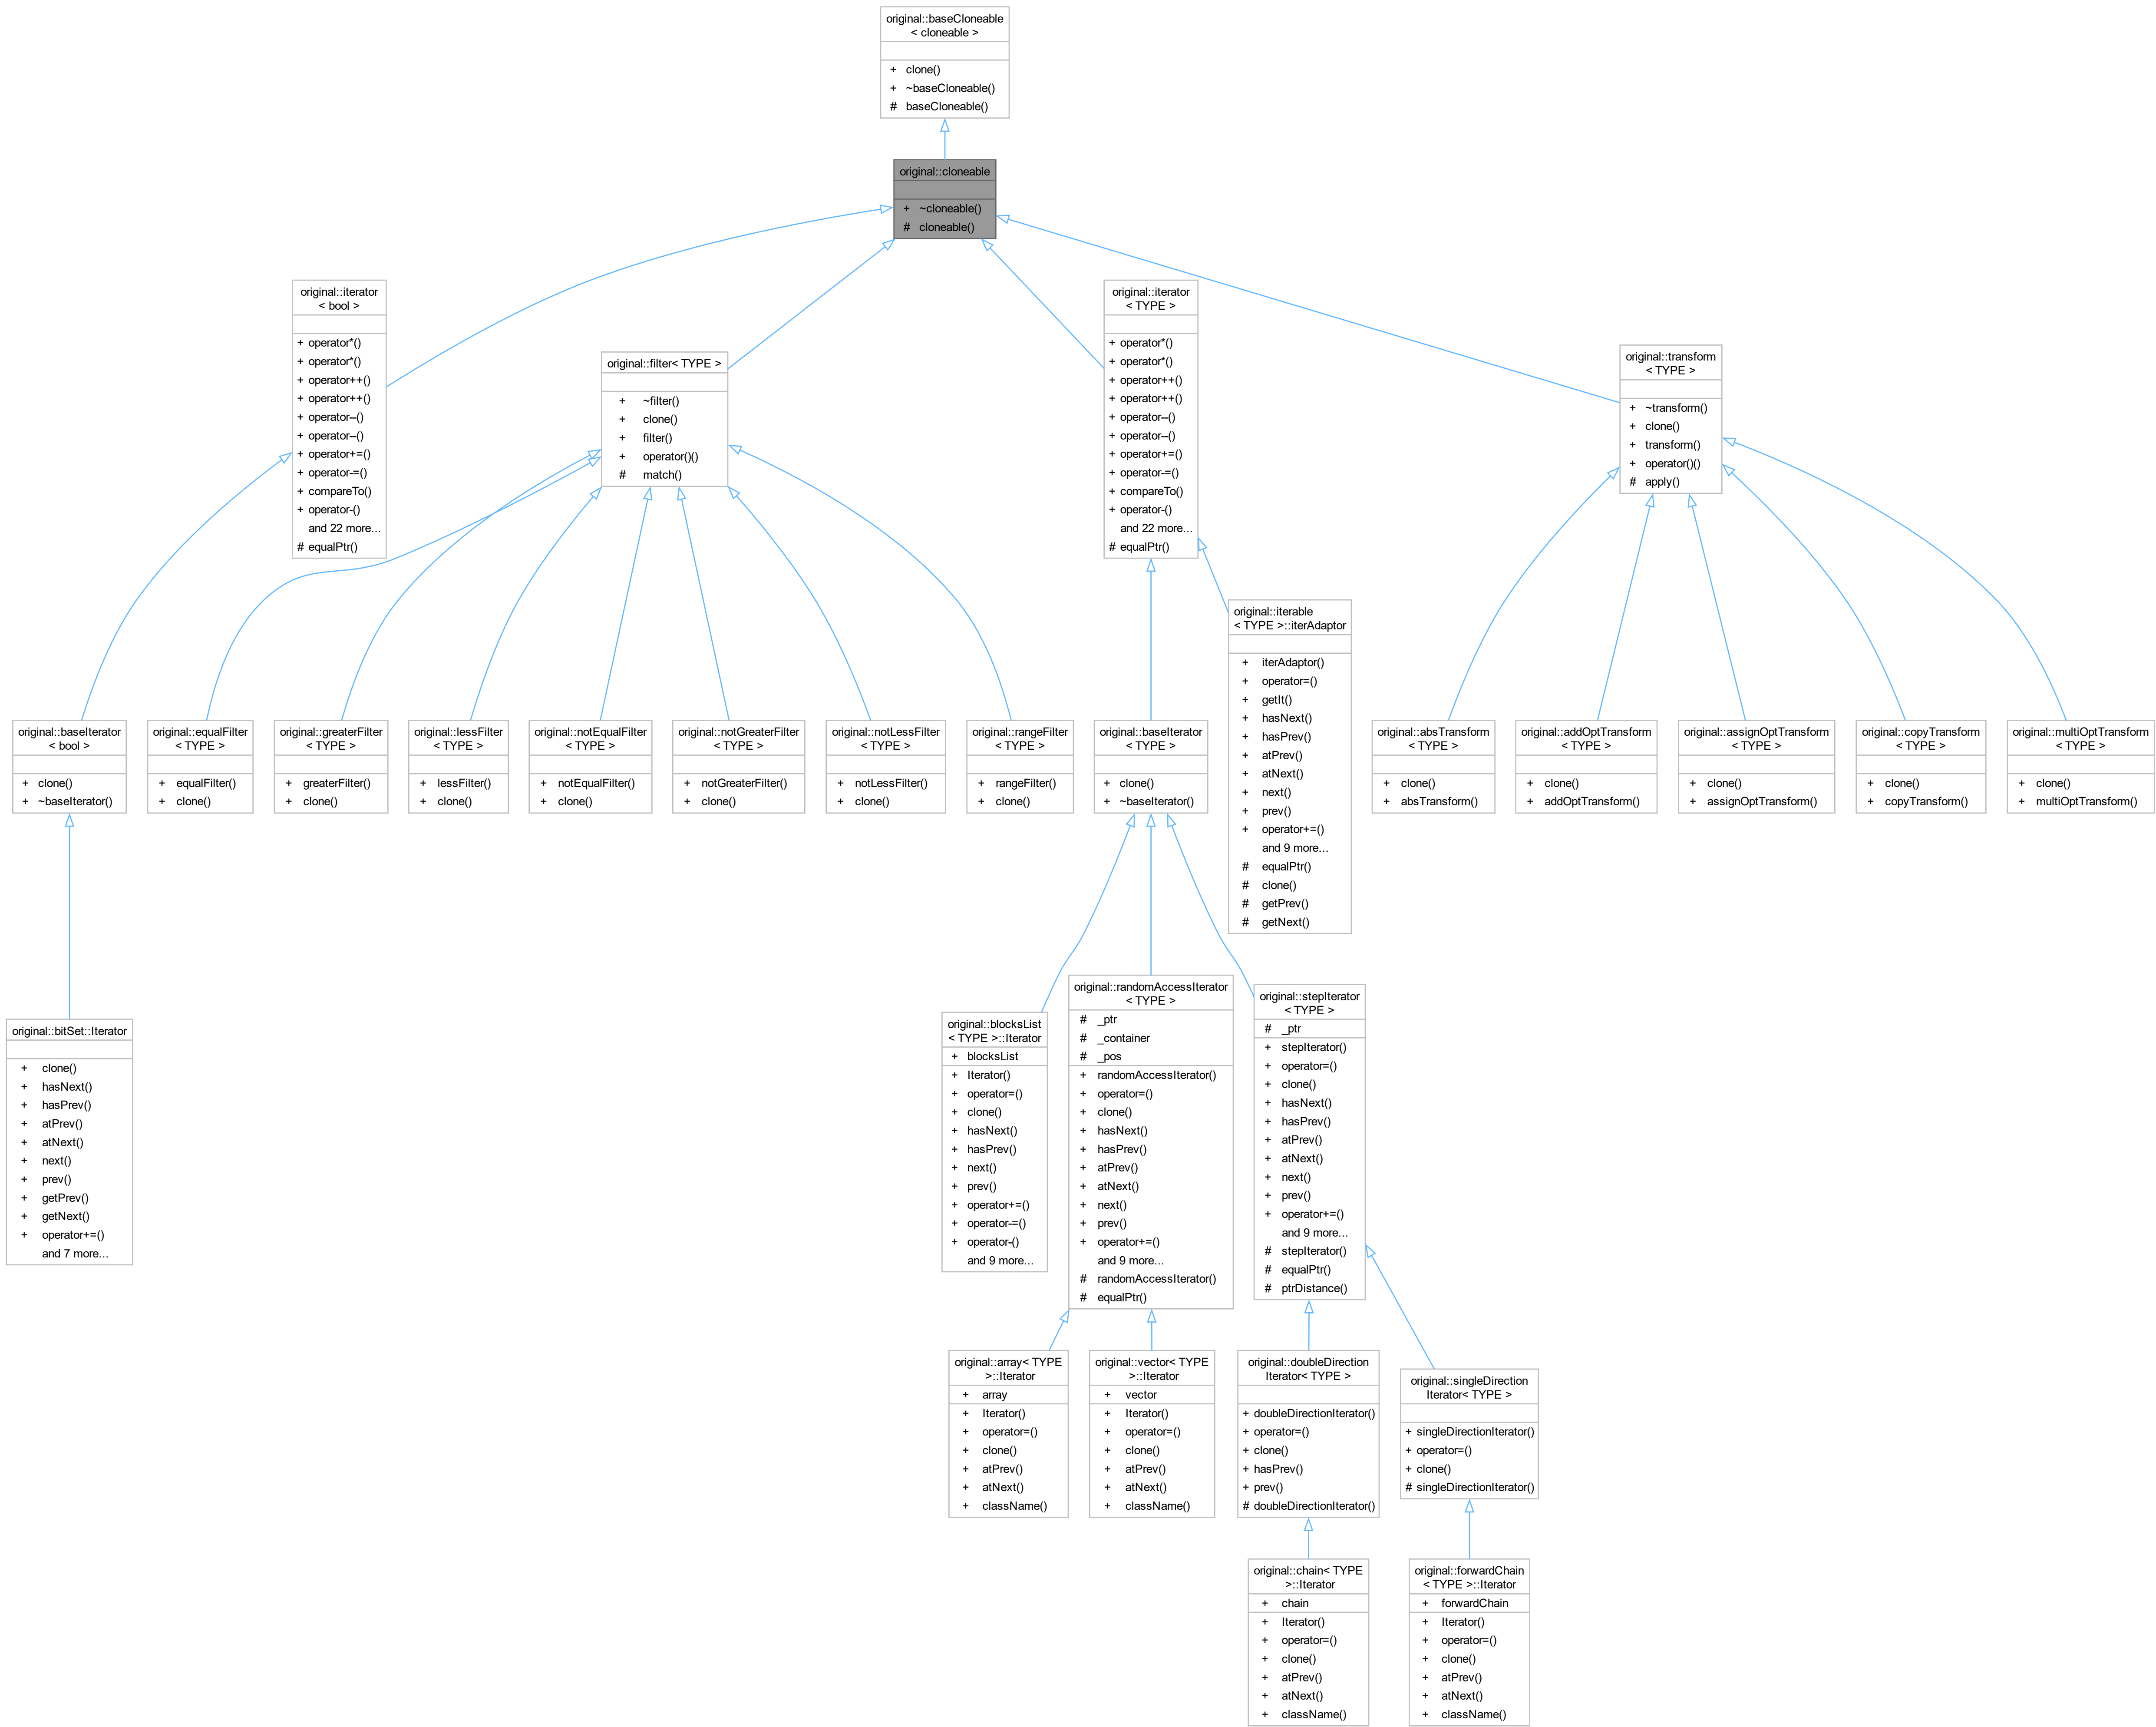 original::baseCloneable
< cloneable >
+ clone()
+ ~baseCloneable()
# baseCloneable()
original::cloneable
+ ~cloneable()
# cloneable()
original::iterator
< bool >
+ operator*()
+ operator*()
+ operator++()
+ operator++()
+ operator--()
+ operator--()
+ operator+=()
+ operator-=()
+ compareTo()
+ operator-()
and 22 more...
# equalPtr()
original::filter< TYPE >
+ ~filter()
+ clone()
+ filter()
+ operator()()
# match()
original::iterator
< TYPE >
+ operator*()
+ operator*()
+ operator++()
+ operator++()
+ operator--()
+ operator--()
+ operator+=()
+ operator-=()
+ compareTo()
+ operator-()
and 22 more...
# equalPtr()
original::transform
< TYPE >
+ ~transform()
+ clone()
+ transform()
+ operator()()
# apply()
original::iterable
< TYPE >::iterAdaptor
+ iterAdaptor()
+ operator=()
+ getIt()
+ hasNext()
+ hasPrev()
+ atPrev()
+ atNext()
+ next()
+ prev()
+ operator+=()
and 9 more...
# equalPtr()
# clone()
# getPrev()
# getNext()
original::baseIterator
< bool >
+ clone()
+ ~baseIterator()
original::equalFilter
< TYPE >
+ equalFilter()
+ clone()
original::greaterFilter
< TYPE >
+ greaterFilter()
+ clone()
original::lessFilter
< TYPE >
+ lessFilter()
+ clone()
original::notEqualFilter
< TYPE >
+ notEqualFilter()
+ clone()
original::notGreaterFilter
< TYPE >
+ notGreaterFilter()
+ clone()
original::notLessFilter
< TYPE >
+ notLessFilter()
+ clone()
original::rangeFilter
< TYPE >
+ rangeFilter()
+ clone()
original::baseIterator
< TYPE >
+ clone()
+ ~baseIterator()
original::absTransform
< TYPE >
+ clone()
+ absTransform()
original::addOptTransform
< TYPE >
+ clone()
+ addOptTransform()
original::assignOptTransform
< TYPE >
+ clone()
+ assignOptTransform()
original::copyTransform
< TYPE >
+ clone()
+ copyTransform()
original::multiOptTransform
< TYPE >
+ clone()
+ multiOptTransform()
original::bitSet::Iterator
+ clone()
+ hasNext()
+ hasPrev()
+ atPrev()
+ atNext()
+ next()
+ prev()
+ getPrev()
+ getNext()
+ operator+=()
and 7 more...
original::blocksList
< TYPE >::Iterator
+ blocksList
+ Iterator()
+ operator=()
+ clone()
+ hasNext()
+ hasPrev()
+ next()
+ prev()
+ operator+=()
+ operator-=()
+ operator-()
and 9 more...
original::randomAccessIterator
< TYPE >
# _ptr
# _container
# _pos
+ randomAccessIterator()
+ operator=()
+ clone()
+ hasNext()
+ hasPrev()
+ atPrev()
+ atNext()
+ next()
+ prev()
+ operator+=()
and 9 more...
# randomAccessIterator()
# equalPtr()
original::stepIterator
< TYPE >
# _ptr
+ stepIterator()
+ operator=()
+ clone()
+ hasNext()
+ hasPrev()
+ atPrev()
+ atNext()
+ next()
+ prev()
+ operator+=()
and 9 more...
# stepIterator()
# equalPtr()
# ptrDistance()
original::array< TYPE
>::Iterator
+ array
+ Iterator()
+ operator=()
+ clone()
+ atPrev()
+ atNext()
+ className()
original::vector< TYPE
>::Iterator
+ vector
+ Iterator()
+ operator=()
+ clone()
+ atPrev()
+ atNext()
+ className()
original::doubleDirection
Iterator< TYPE >
+ doubleDirectionIterator()
+ operator=()
+ clone()
+ hasPrev()
+ prev()
# doubleDirectionIterator()
original::singleDirection
Iterator< TYPE >
+ singleDirectionIterator()
+ operator=()
+ clone()
# singleDirectionIterator()
original::chain< TYPE
>::Iterator
+ chain
+ Iterator()
+ operator=()
+ clone()
+ atPrev()
+ atNext()
+ className()
original::forwardChain
< TYPE >::Iterator
+ forwardChain
+ Iterator()
+ operator=()
+ clone()
+ atPrev()
+ atNext()
+ className()